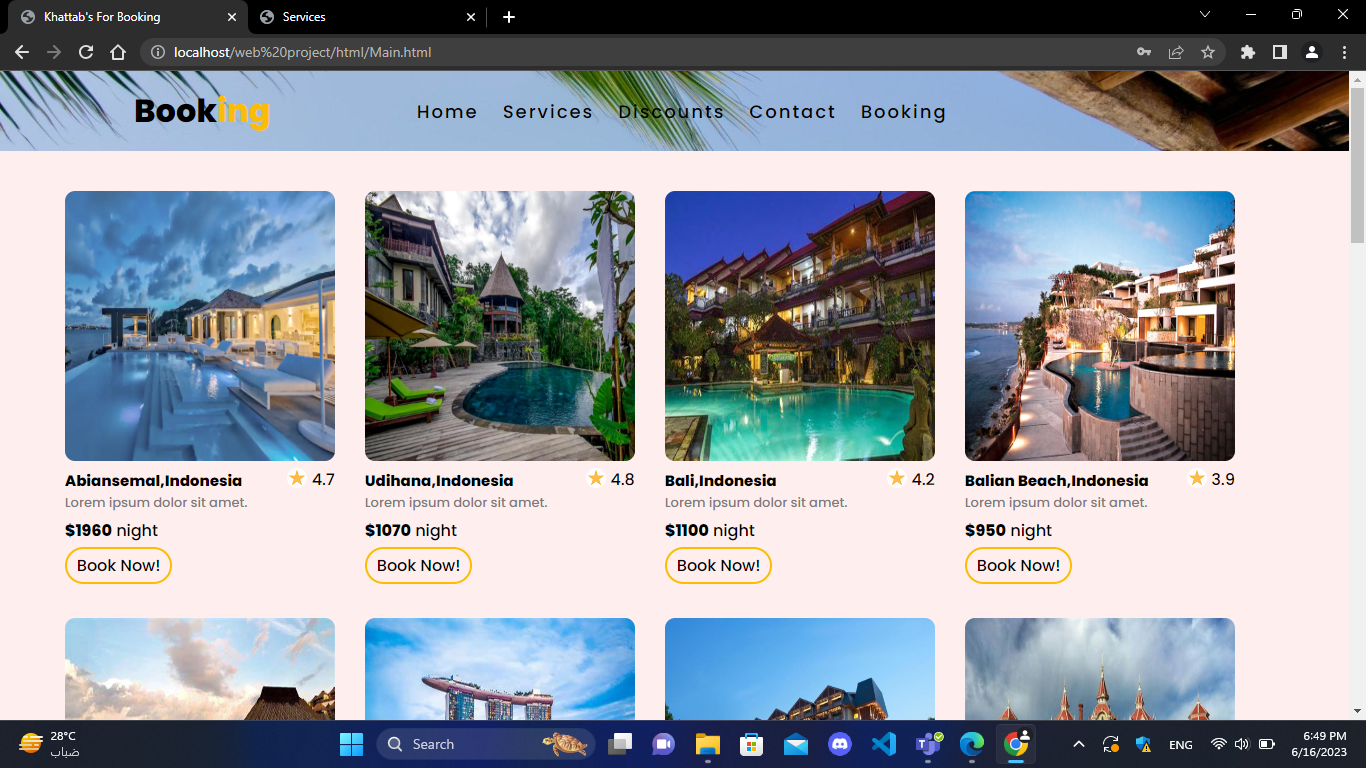 Khattab's For Booking
Services
localhost/web%20project/html/Main.html
Booking
Home Services Discounts Contact Booking
Abiansemal,Indonesia 4.7
Lorem ipsum dolor sit amet.
$1960 night
Book Now!
Udihana,Indonesia 4.8
Lorem ipsum dolor sit amet.
$1070 night
Book Now!
Bali,Indonesia 4.2
Lorem ipsum dolor sit amet.
$1100 night
Book Now!
Balian Beach,Indonesia 3.9
Lorem ipsum dolor sit amet.
$950 night
Book Now!
28°C
ضباب
Search
ENG
6:49 PM
6/16/2023